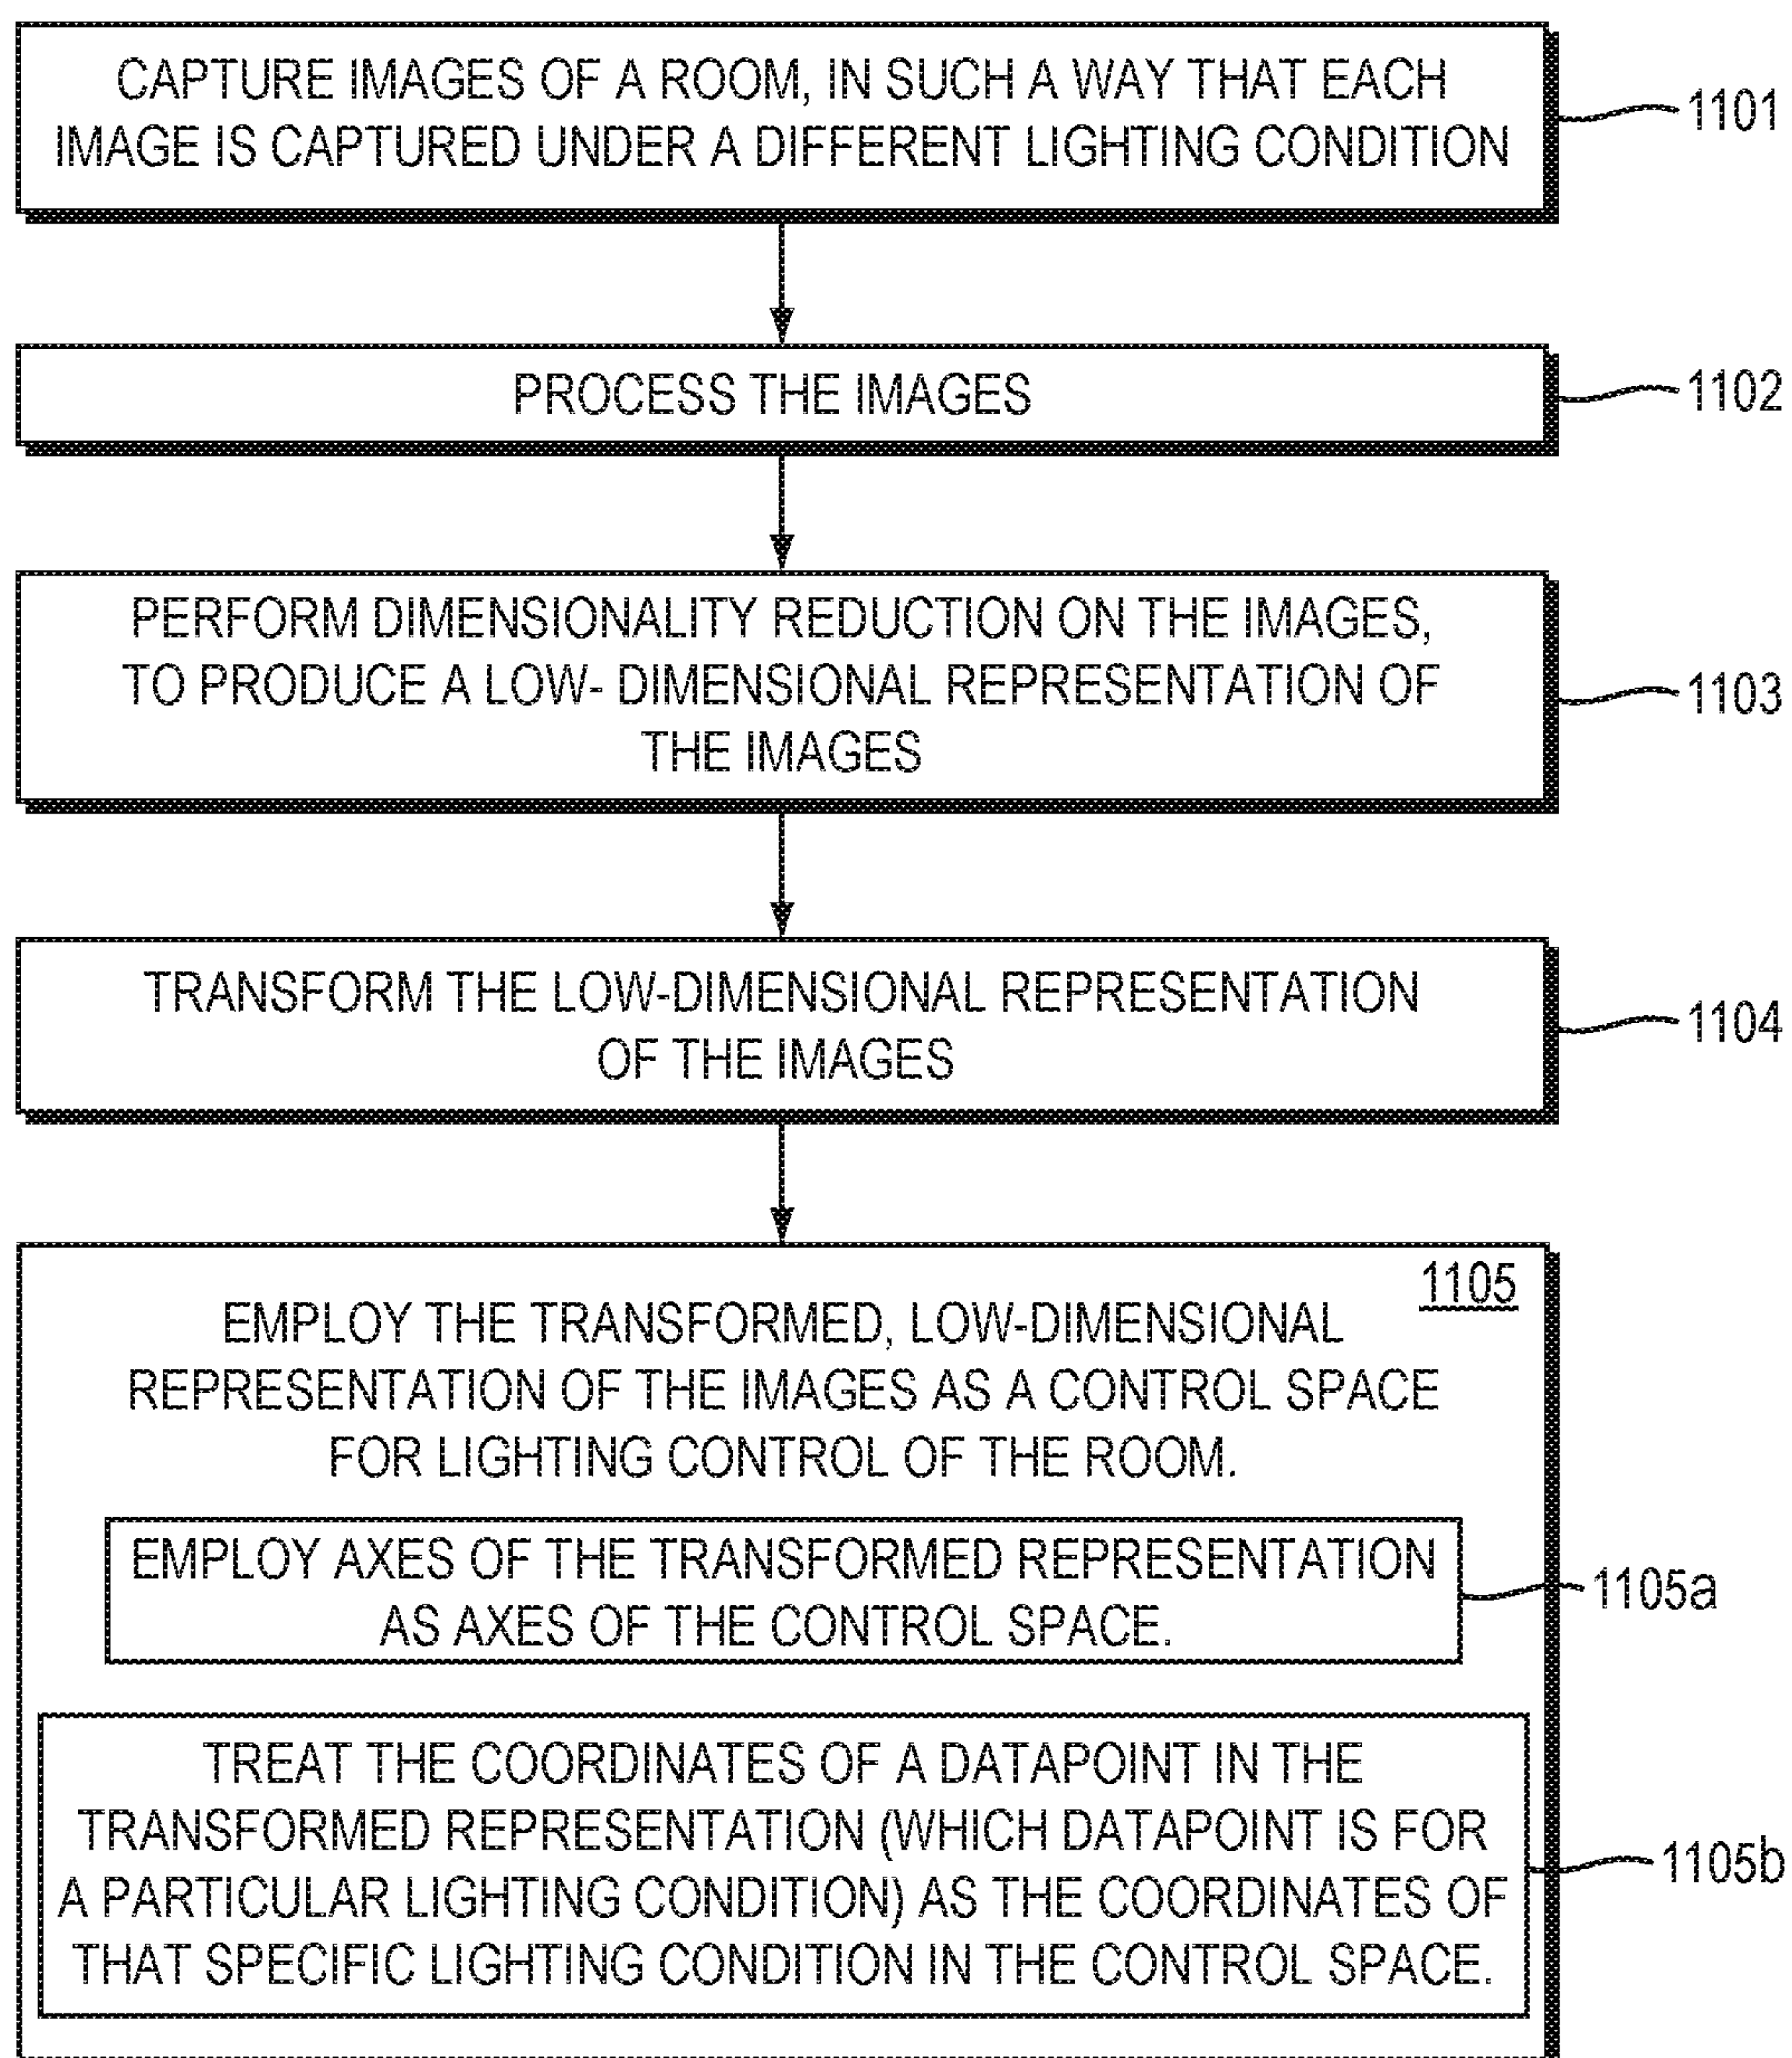 CAPTURE IMAGES OF A ROOM, IN SUCH A WAY THAT EACH
IMAGE IS CAPTURED UNDER A DIFFERENT LIGHTING CONDITION
1101
PROCESS THE IMAGES
1102
PERFORM DIMENSIONALITY REDUCTION ON THE IMAGES,
TO PRODUCE A LOW- DIMENSIONAL REPRESENTATION OF
THE IMAGES
1103
TRANSFORM THE LOW-DIMENSIONAL REPRESENTATION
OF THE IMAGES
1104
1105
EMPLOY THE TRANSFORMED, LOW-DIMENSIONAL
REPRESENTATION OF THE IMAGES AS A CONTROL SPACE
FOR LIGHTING CONTROL OF THE ROOM.
EMPLOY AXES OF THE TRANSFORMED REPRESENTATION
AS AXES OF THE CONTROL SPACE.
1105a
TREAT THE COORDINATES OF A DATAPOINT IN THE
TRANSFORMED REPRESENTATION (WHICH DATAPOINT IS FOR
A PARTICULAR LIGHTING CONDITION) AS THE COORDINATES OF
THAT SPECIFIC LIGHTING CONDITION IN THE CONTROL SPACE.
1105b